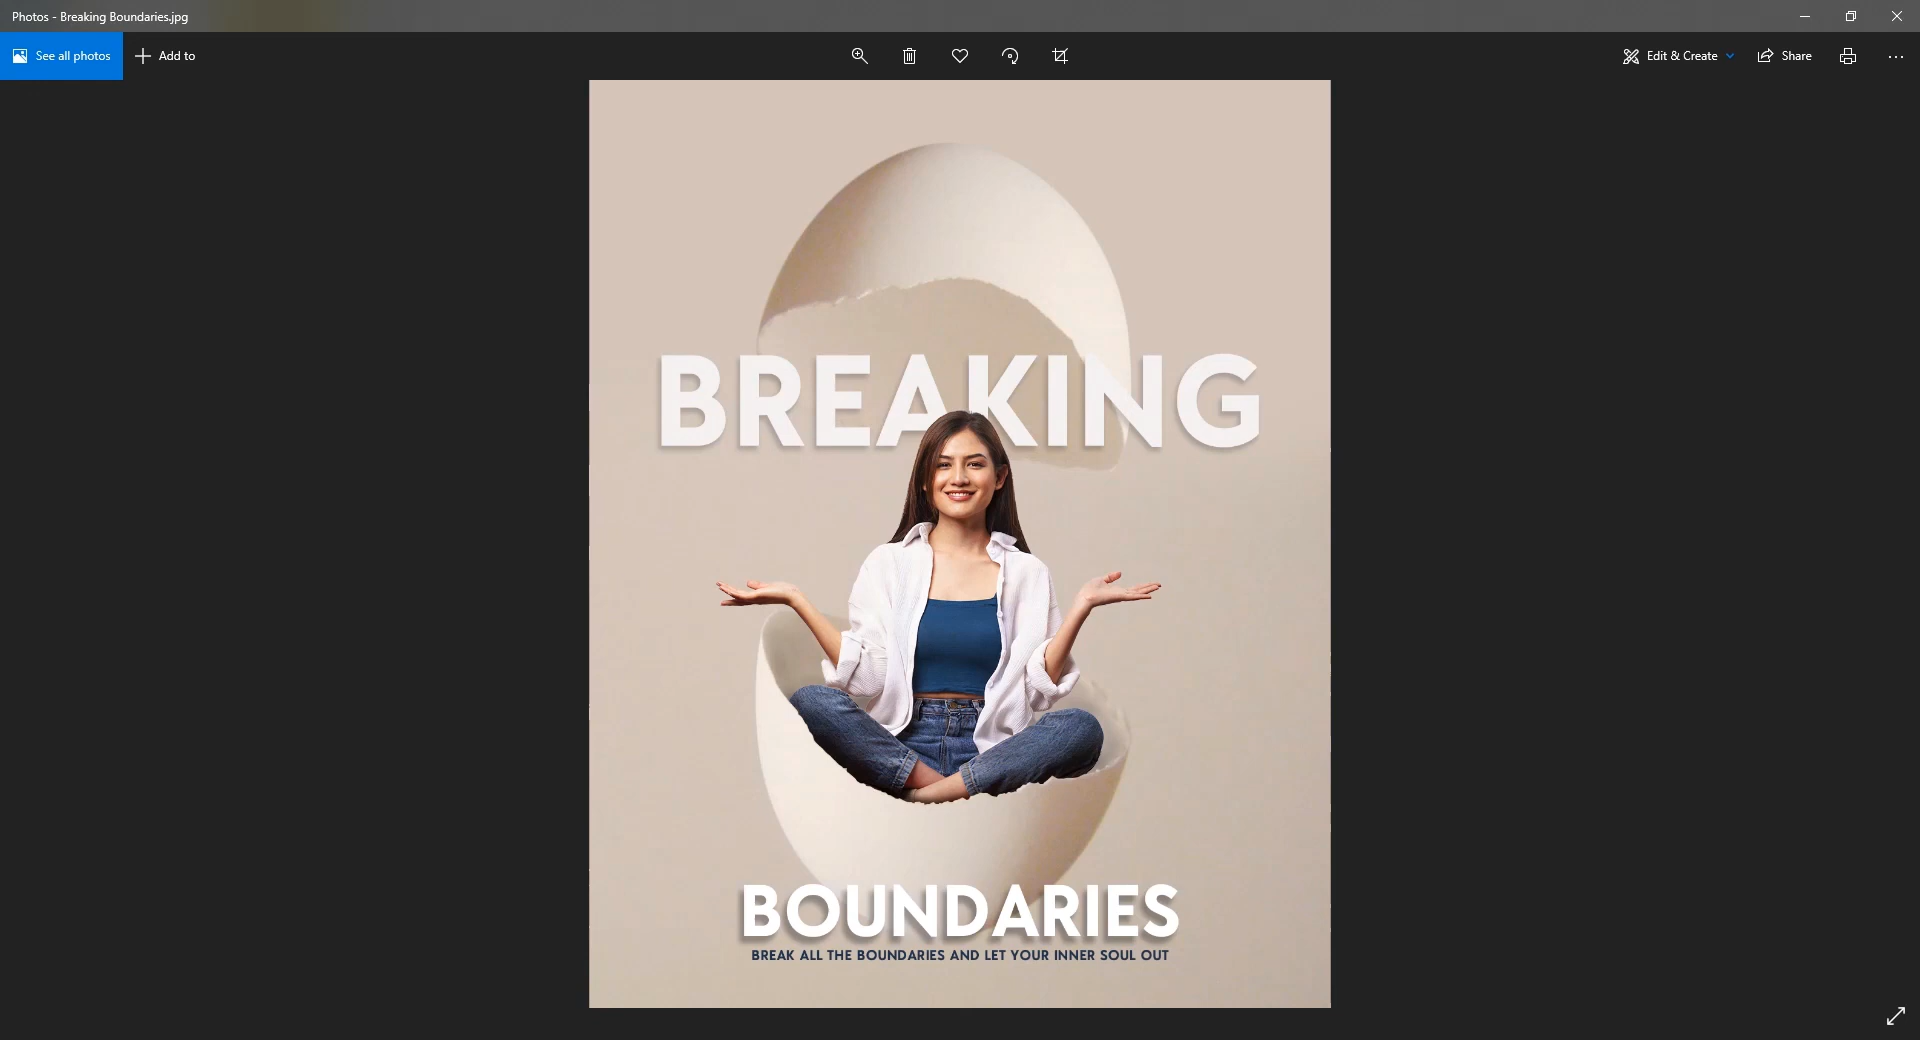 Photos - Breaking Boundaries.jpg
See all photos
Add to
Edit & Create
Share
BREAKING
BOUNDARIES
BREAK ALL THE BOUNDARIES AND LET YOUR INNER SOUL OUT